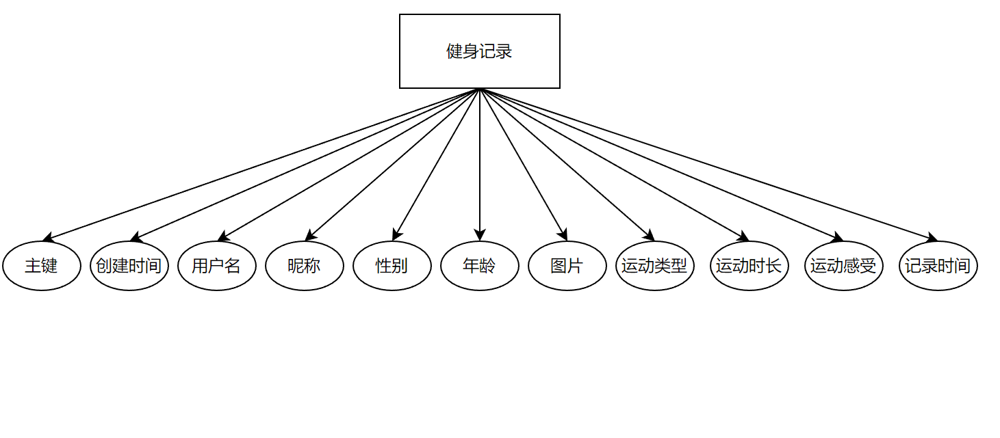 健身记录
主键
创建时间
用户名
昵称
性别
年龄
图片
运动类型
运动时长
运动感受
记录时间